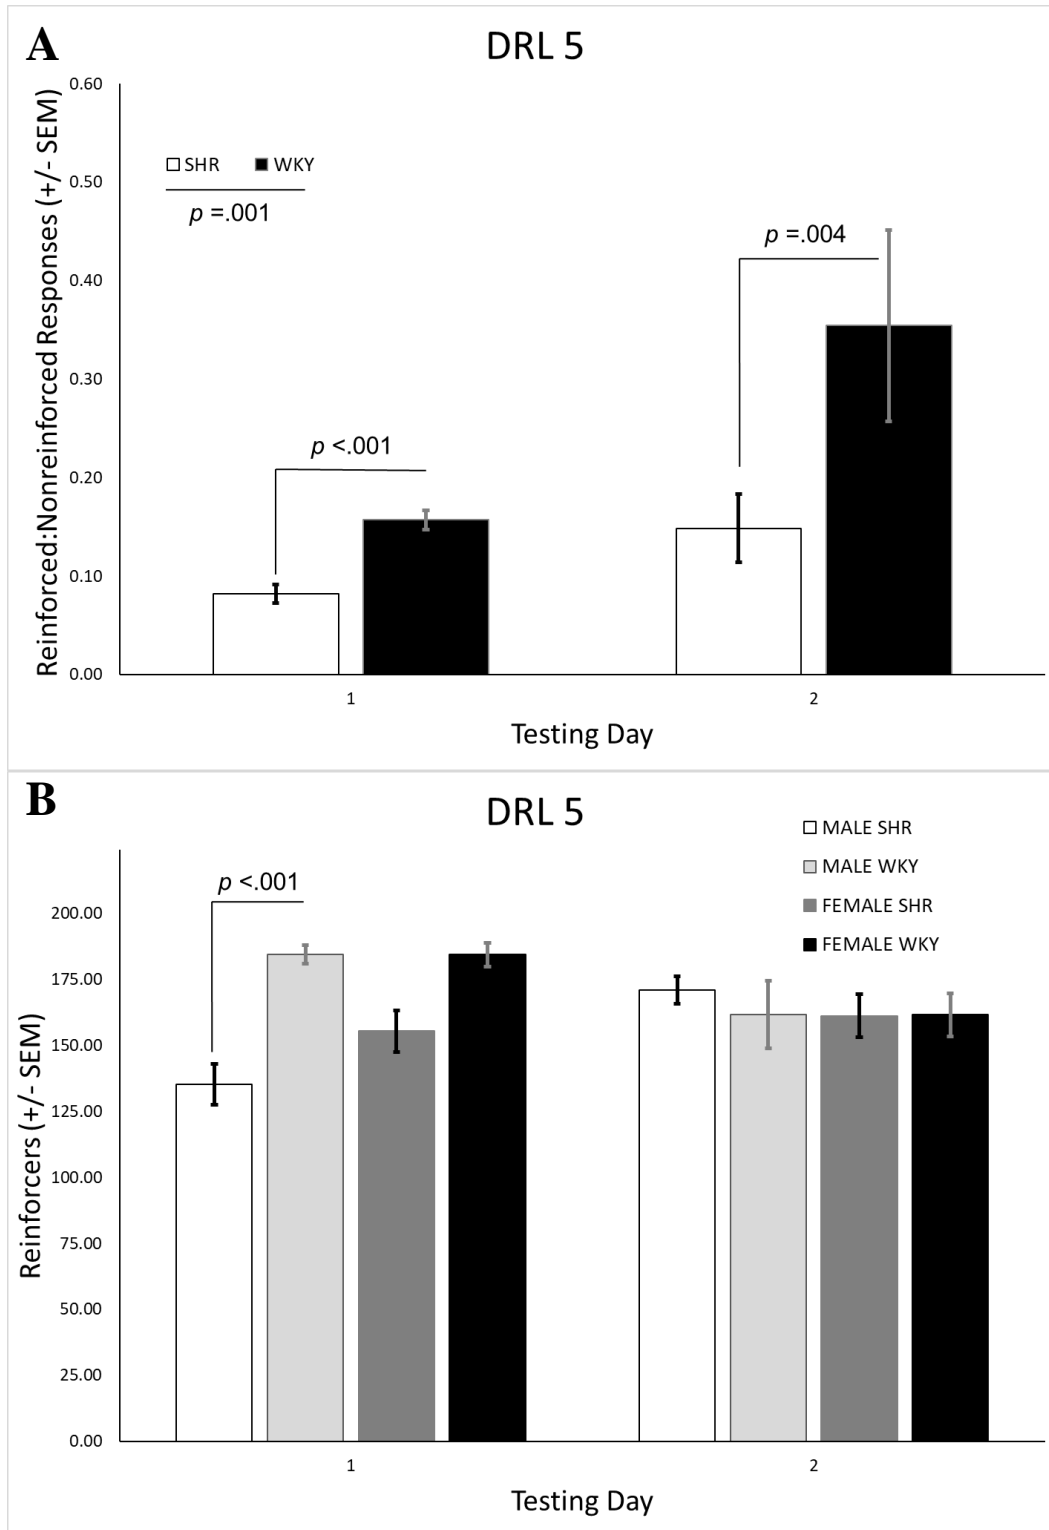 A
DRL 5
Reinforced:Nonreinforced Responses (+/- SEM)
0.60
0.50
0.40
0.30
0.20
0.10
0.00
SHR WKY
p =.001
p <.001
p =.004
1 2
Testing Day
B
DRL 5
Reinforcers (+/- SEM)
200.00
175.00
150.00
125.00
100.00
75.00
50.00
25.00
0.00
p <.001
MALE SHR
MALE WKY
FEMALE SHR
FEMALE WKY
1 2
Testing Day